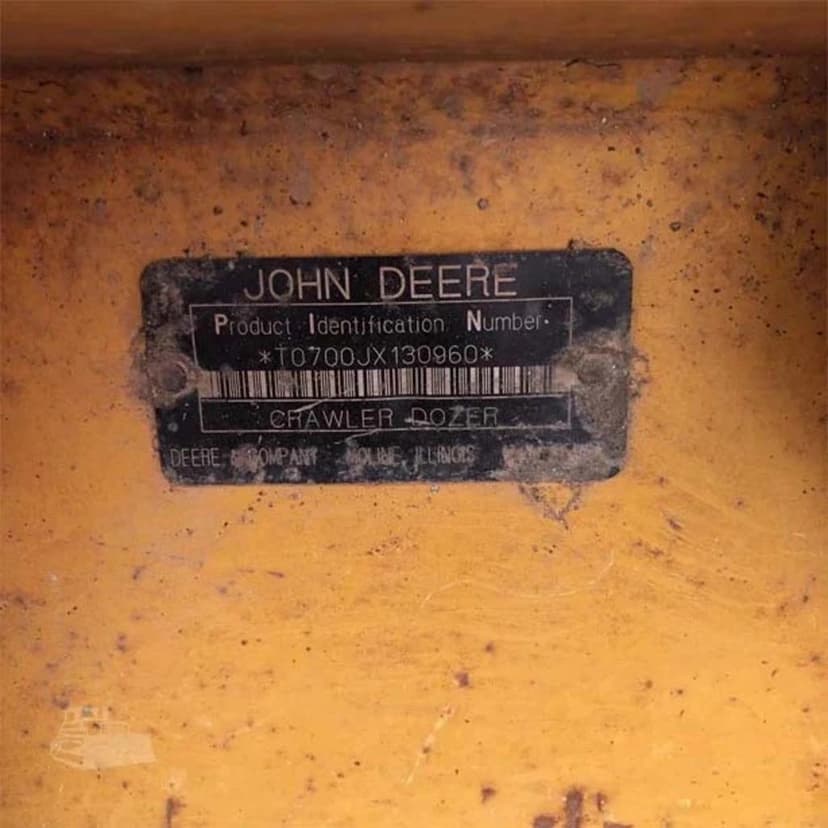 JOHN DEERE
Product Identification Number
*T0700JX130960*
CRAWLER DOZER
DEERE & COMPANY MOLINE, ILLINOIS